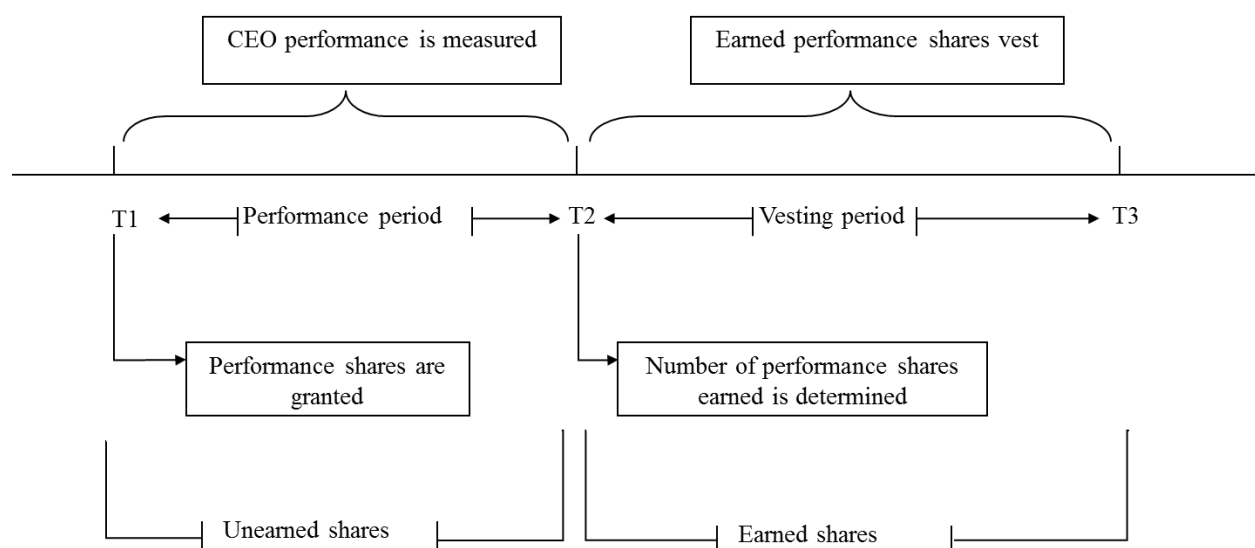 CEO performance is measured
Earned performance shares vest
T1
Performance period
T2
Vesting period
T3
Performance shares are
granted
Number of performance shares
earned is determined
Unearned shares
Earned shares